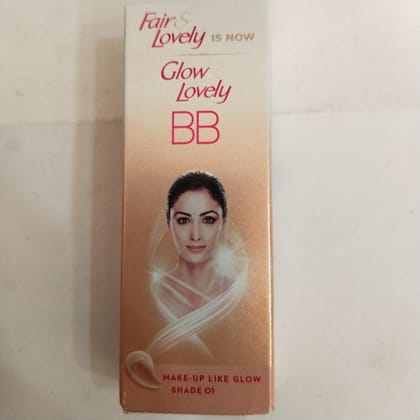 Fair & Lovely IS NOW
Glow & Lovely
BB
MAKE-UP LIKE GLOW
SHADE 01